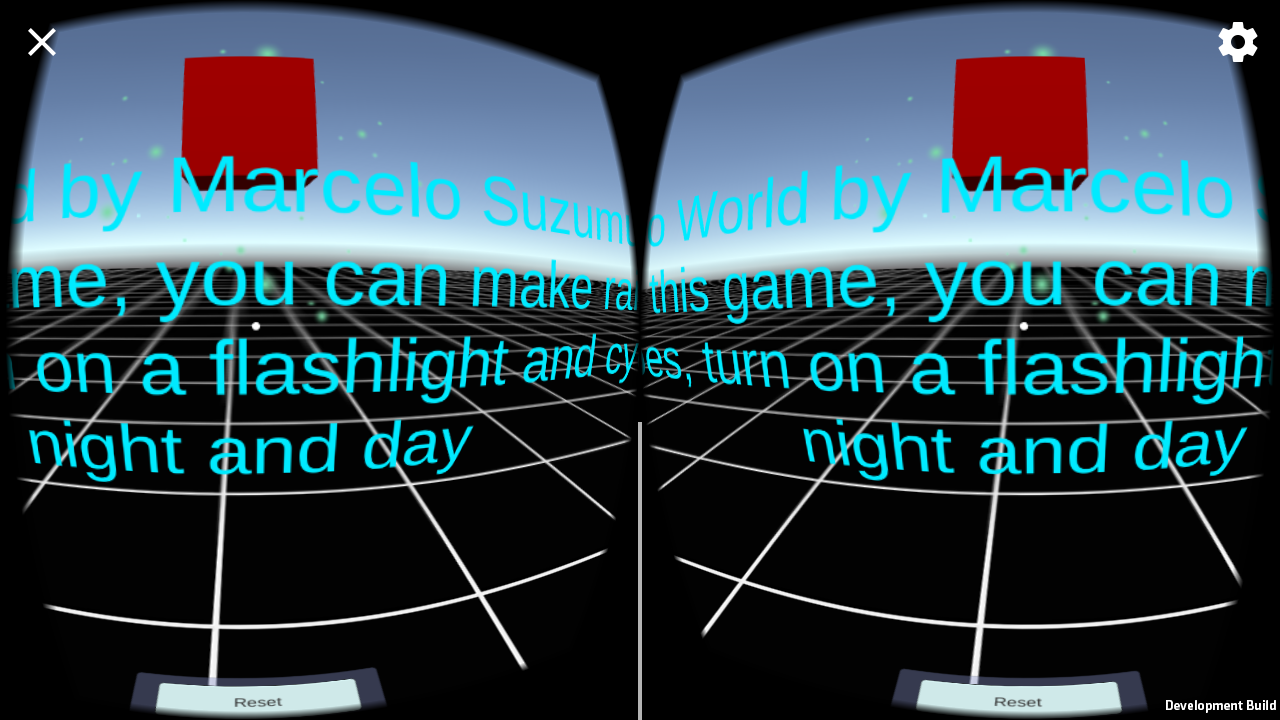 by Marcelo Suzumu
me, you can make ra
on a flashlight and cy
night and day
Reset
o World by Marcelo
this game, you can
es, turn on a flashligh
night and day
Reset
Development Build